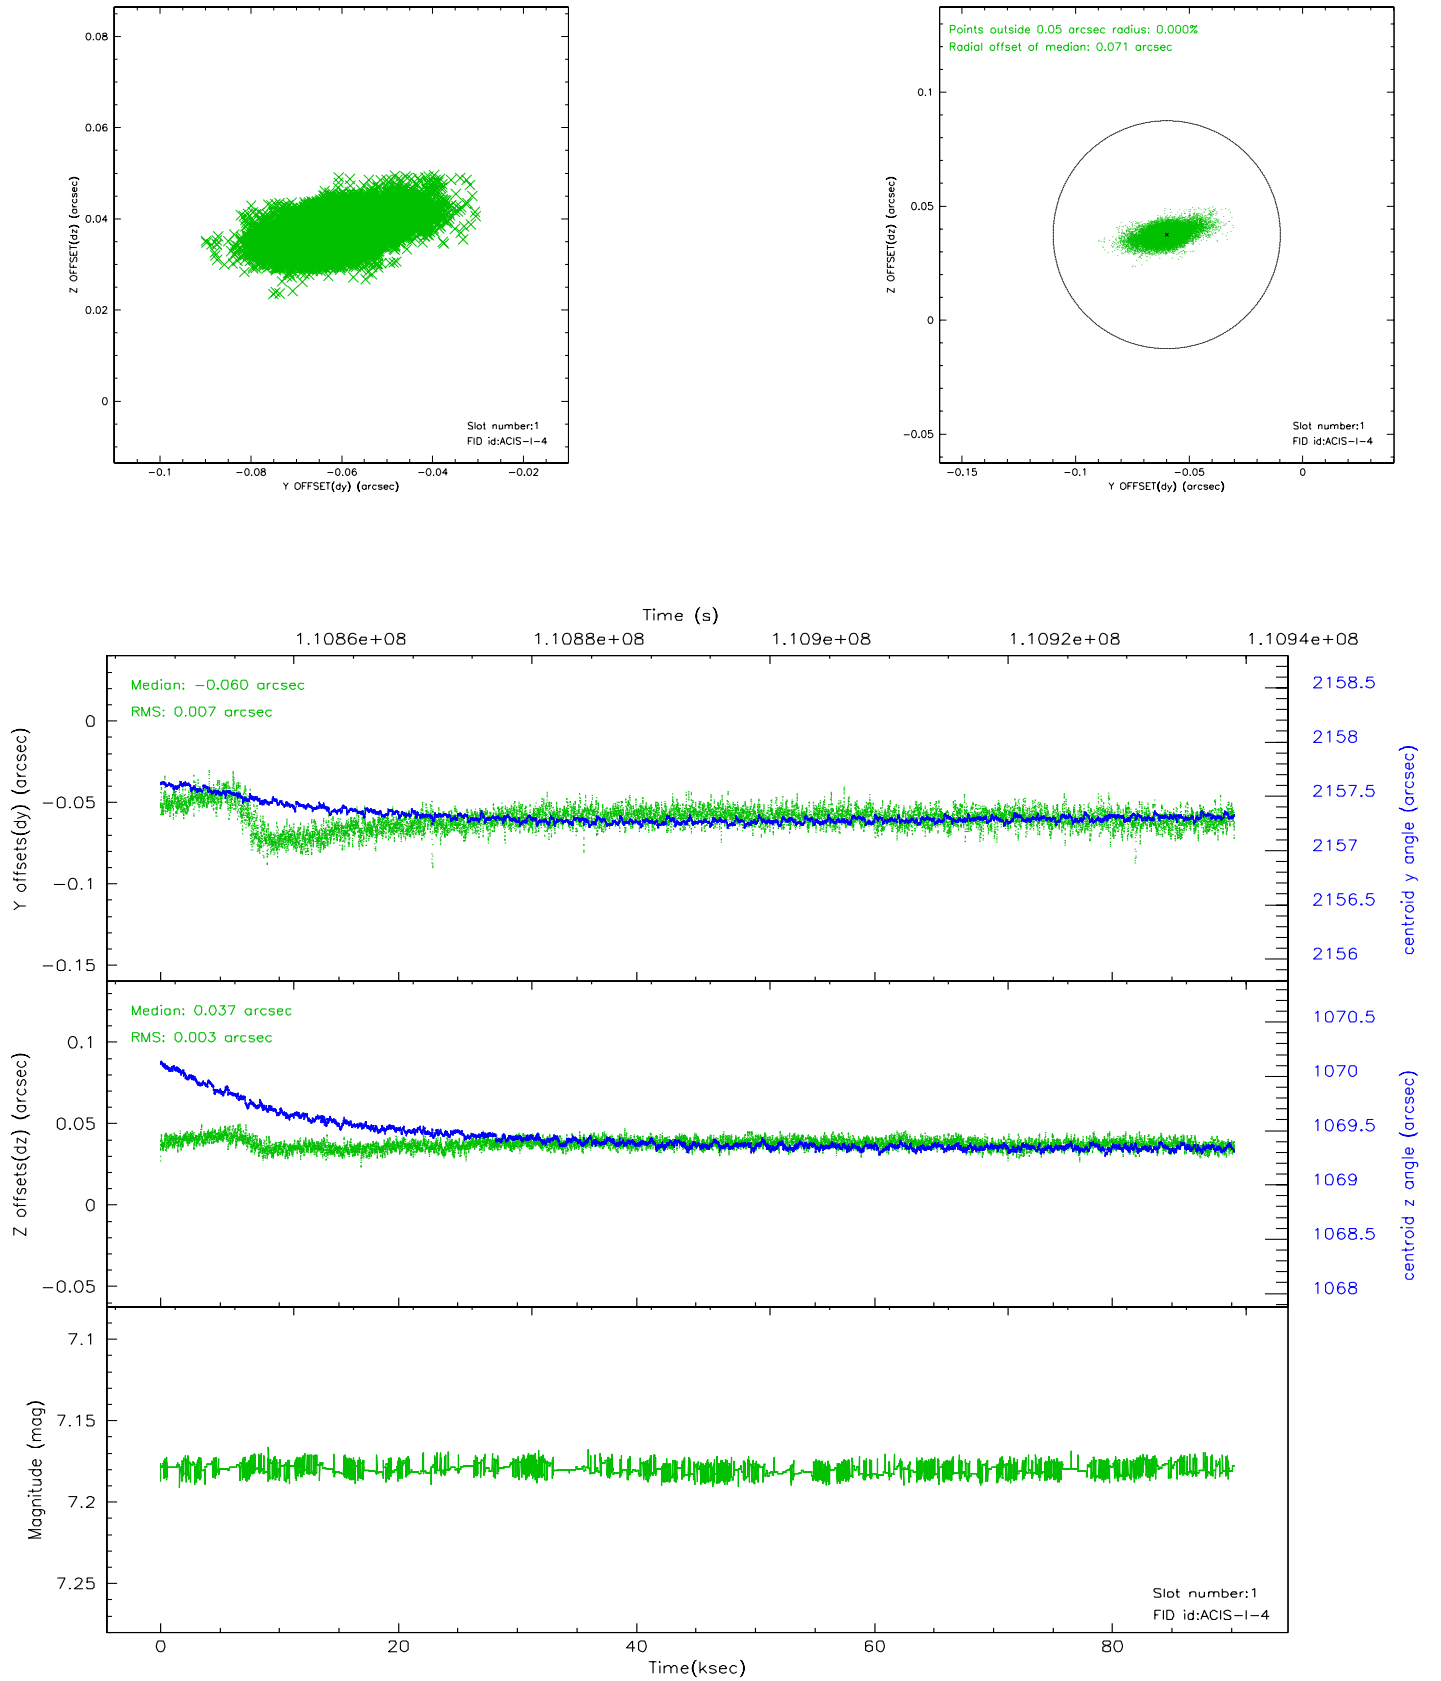 0.08
0.06
0.04
0.02
0
Z OFFSET(dz) (arcsec)
Slot number:1
FID id:ACIS-I-4
-0.1
-0.08
-0.06
-0.04
-0.02
Y OFFSET(dy) (arcsec)
Points outside 0.05 arcsec radius: 0.000%
Radial offset of median: 0.071 arcsec
0.1
0.05
0
-0.05
Z OFFSET(dz) (arcsec)
Slot number:1
FID id:ACIS-I-4
-0.15
-0.1
-0.05
0
Y OFFSET(dy) (arcsec)
Time (s)
1.1086e+08
1.1088e+08
1.109e+08
1.1092e+08
1.1094e+08
Median: -0.060 arcsec
RMS: 0.007 arcsec
0
-0.05
-0.1
-0.15
Y offsets(dy) (arcsec)
2158.5
2158
2157.5
2157
2156.5
2156
centroid y angle (arcsec)
Median: 0.037 arcsec
RMS: 0.003 arcsec
0.1
0.05
0
-0.05
Z offsets(dz) (arcsec)
1070.5
1070
1069.5
1069
1068.5
1068
centroid z angle (arcsec)
7.1
7.15
7.2
7.25
Magnitude (mag)
Slot number:1
FID id:ACIS-I-4
0
20
40
60
80
Time(ksec)